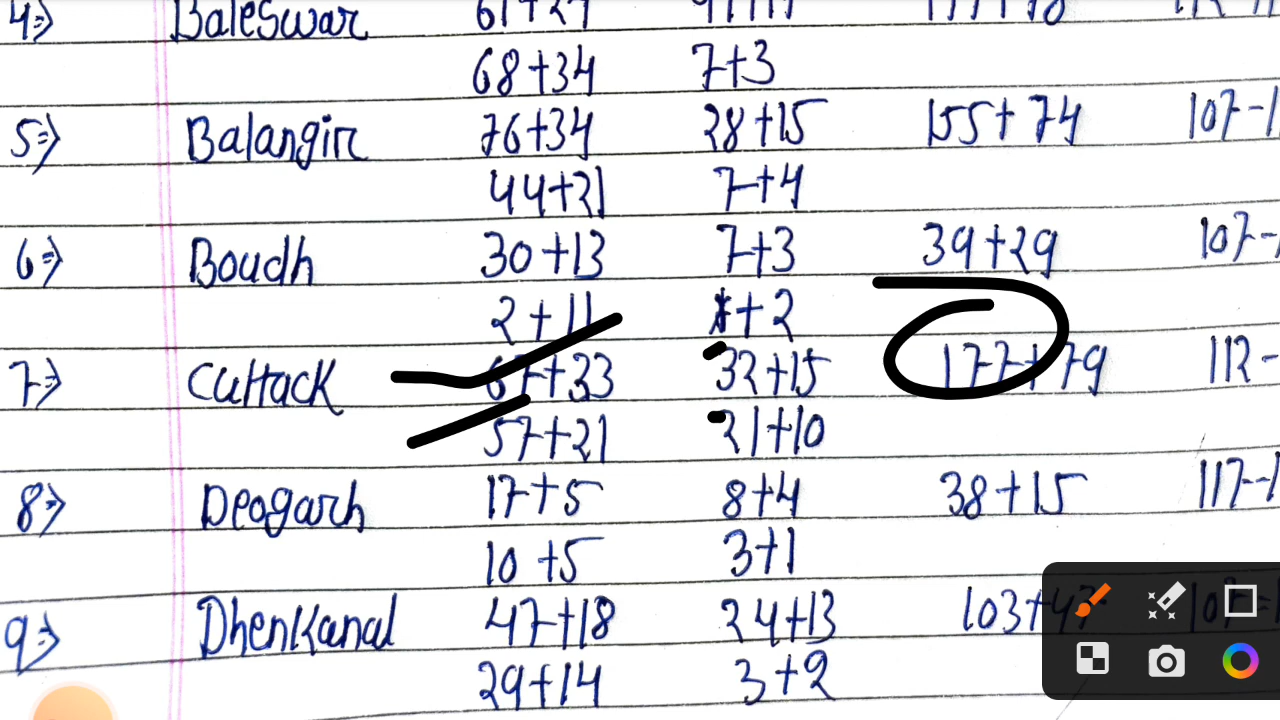 4⇒ Baleswar
68+34 7+3
5⇒ Balangir 76+34 28+15 155+74 107-1
44+21 7+4
6⇒ Boudh 30+13 7+3 39+29 107-
2+11 +2
7⇒ Cuttack 67+33 32+15 177+79 112-
57+21 21+10
8⇒ Deogarh 17+5 8+4 38+15 117-1
10+5 3+1
9⇒ Dhenkanal 47+18 24+13 103+47
29+14 3+2